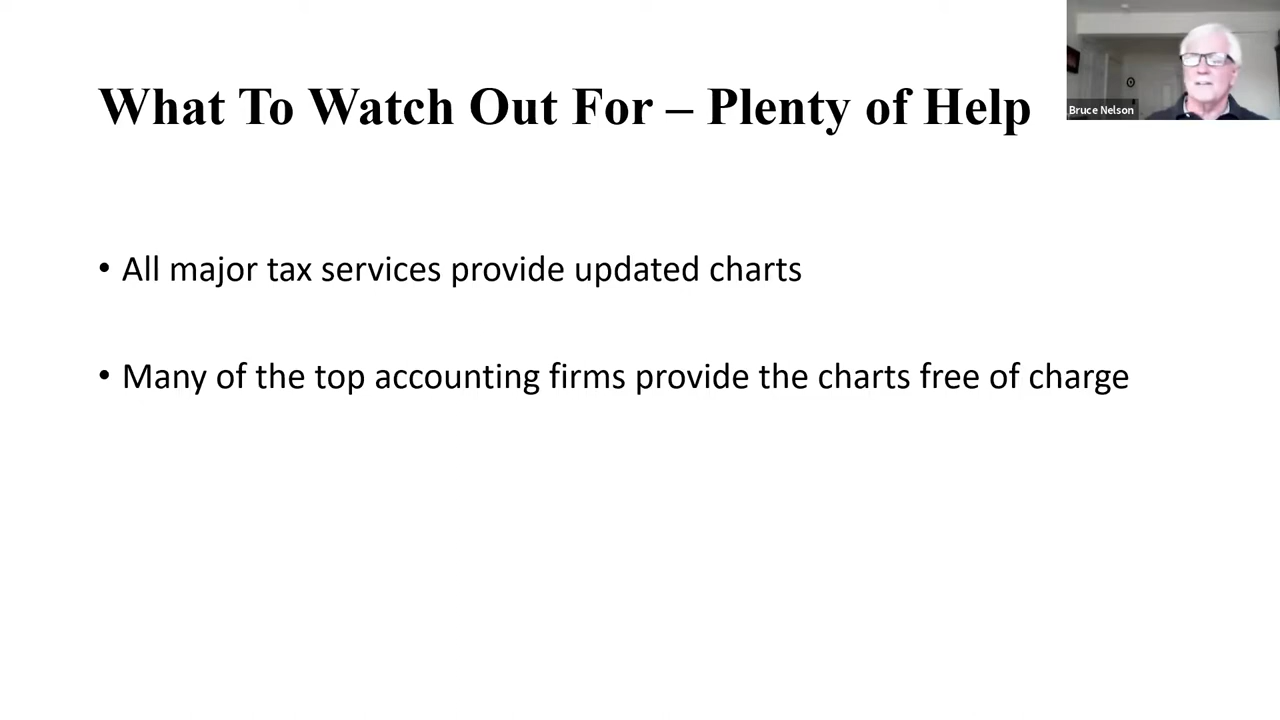 What To Watch Out For – Plenty of Help
Bruce Nelson
• All major tax services provide updated charts
• Many of the top accounting firms provide the charts free of charge